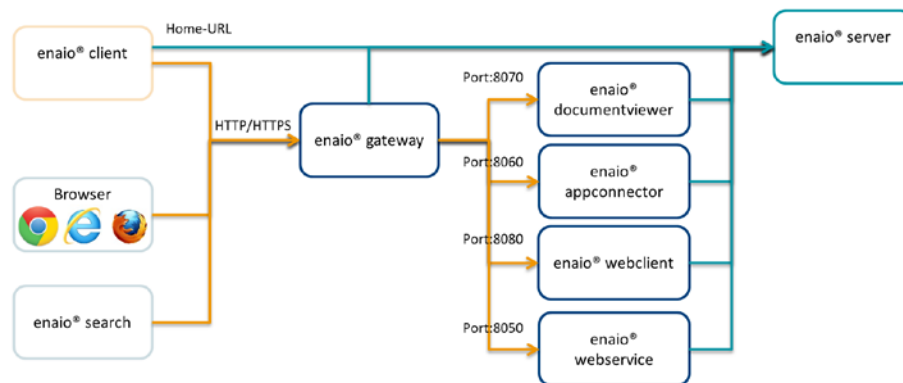 Home-URL
enaio® client
enaio® server
Port:8070
enaio®
documentviewer
HTTP/HTTPS
enaio® gateway
Port:8060
enaio®
appconnector
Browser
Port:8080
enaio® webclient
enaio® search
Port:8050
enaio®
webservice